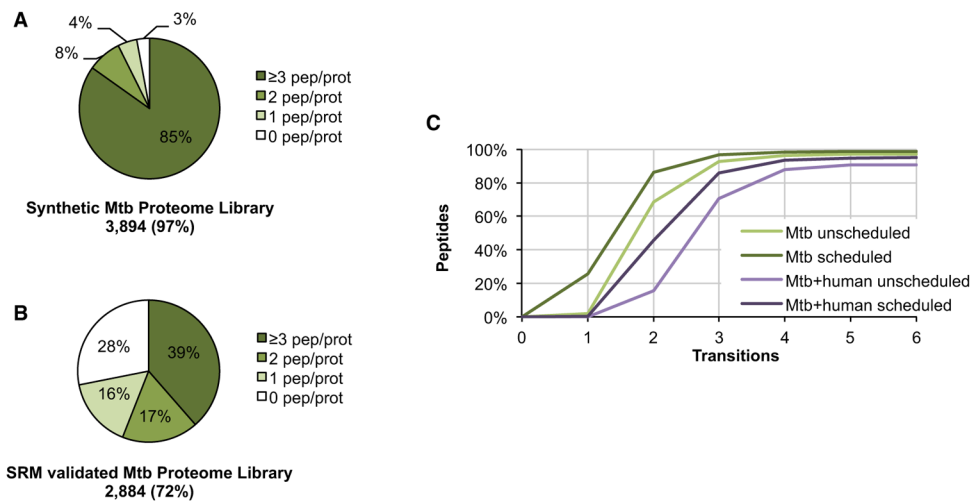 A
4%
3%
8%
85%
≥3 pep/prot
2 pep/prot
1 pep/prot
0 pep/prot
Synthetic Mtb Proteome Library
3,894 (97%)
B
28%
39%
16%
17%
≥3 pep/prot
2 pep/prot
1 pep/prot
0 pep/prot
SRM validated Mtb Proteome Library
2,884 (72%)
C
Peptides
100%
80%
60%
40%
20%
0%
0 1 2 3 4 5 6
Transitions
Mtb unscheduled
Mtb scheduled
Mtb+human unscheduled
Mtb+human scheduled